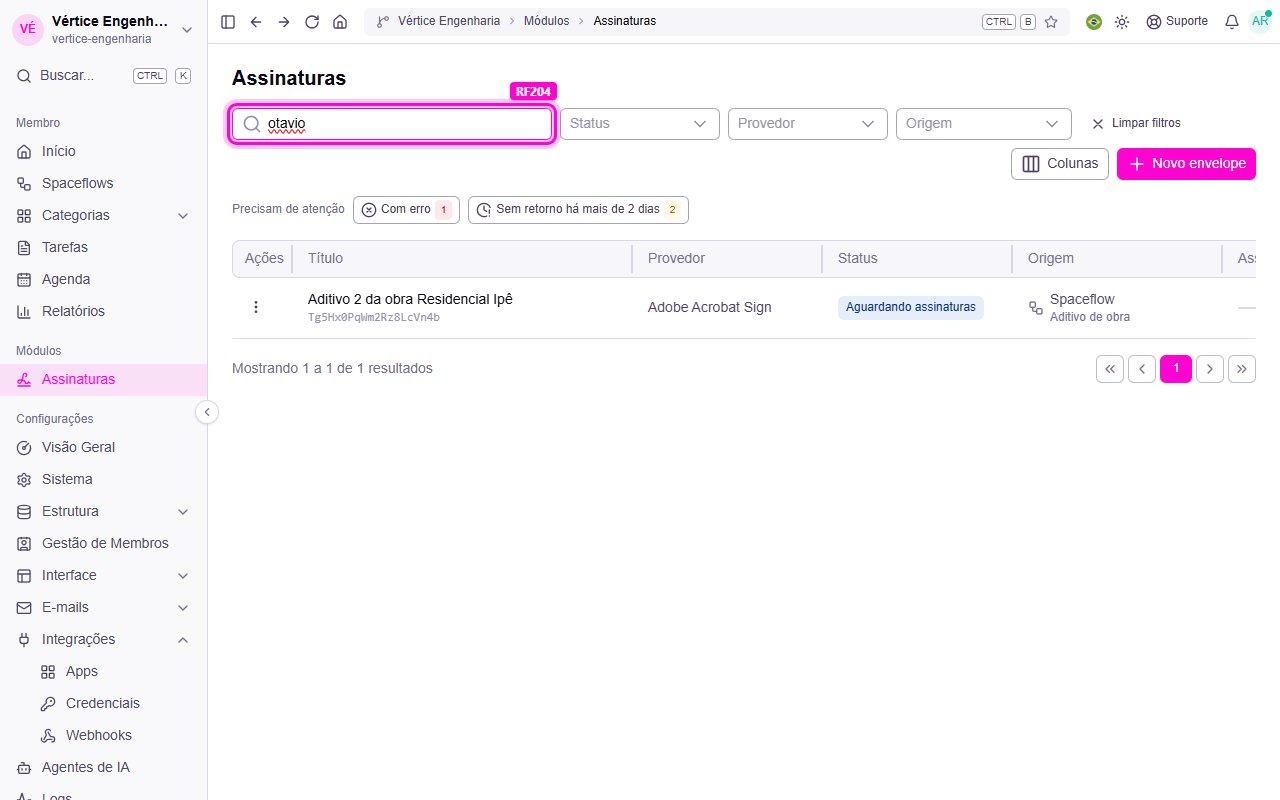 VÉ
Vértice Engenh...
vertice-engenharia
Buscar...
CTRL K
Membro
Início
Spaceflows
Categorias
Tarefas
Agenda
Relatórios
Módulos
Assinaturas
Configurações
Visão Geral
Sistema
Estrutura
Gestão de Membros
Interface
E-mails
Integrações
Apps
Credenciais
Webhooks
Agentes de IA
Logs
Vértice Engenharia
Módulos
Assinaturas
CTRL B
Suporte
AR
Assinaturas
RF204
otavio
Status
Provedor
Origem
Limpar filtros
Colunas
Novo envelope
Precisam de atenção
Com erro 1
Sem retorno há mais de 2 dias 2
Ações
Título
Provedor
Status
Origem
As
Aditivo 2 da obra Residencial Ipê
Tg5Hx0PqWm2Rz8LcVn4b
Adobe Acrobat Sign
Aguardando assinaturas
Spaceflow
Aditivo de obra
—
Mostrando 1 a 1 de 1 resultados
1